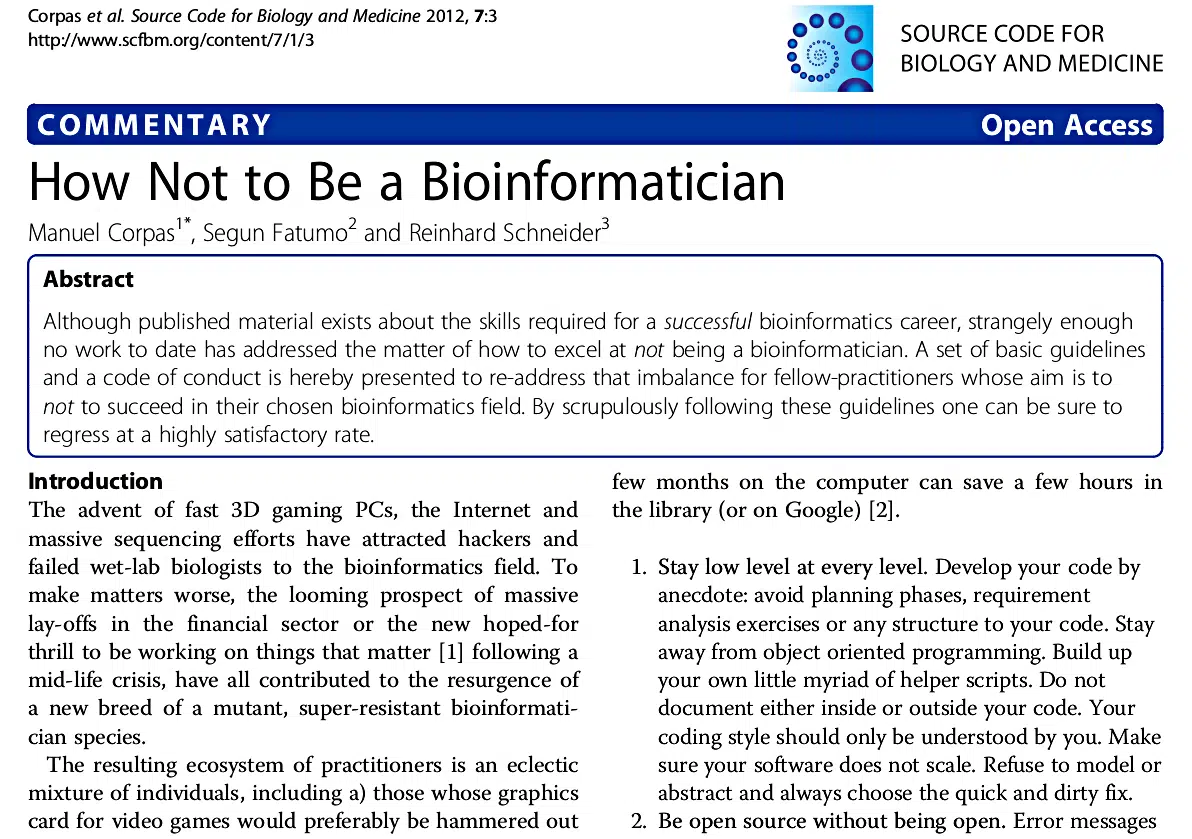 Corpas et al. Source Code for Biology and Medicine 2012, 7:3
http://www.scfbm.org/content/7/1/3
SOURCE CODE FOR
BIOLOGY AND MEDICINE
COMMENTARY Open Access
How Not to Be a Bioinformatician
Manuel Corpas1*, Segun Fatumo2 and Reinhard Schneider3
Abstract
Although published material exists about the skills required for a successful bioinformatics career, strangely enough
no work to date has addressed the matter of how to excel at not being a bioinformatician. A set of basic guidelines
and a code of conduct is hereby presented to re-address that imbalance for fellow-practitioners whose aim is to
not to succeed in their chosen bioinformatics field. By scrupulously following these guidelines one can be sure to
regress at a highly satisfactory rate.
Introduction
The advent of fast 3D gaming PCs, the Internet and
massive sequencing efforts have attracted hackers and
failed wet-lab biologists to the bioinformatics field. To
make matters worse, the looming prospect of massive
lay-offs in the financial sector or the new hoped-for
thrill to be working on things that matter [1] following a
mid-life crisis, have all contributed to the resurgence of
a new breed of a mutant, super-resistant bioinformati-
cian species.
The resulting ecosystem of practitioners is an eclectic
mixture of individuals, including a) those whose graphics
card for video games would preferably be hammered out
few months on the computer can save a few hours in
the library (or on Google) [2].
1. Stay low level at every level. Develop your code by
anecdote: avoid planning phases, requirement
analysis exercises or any structure to your code. Stay
away from object oriented programming. Build up
your own little myriad of helper scripts. Do not
document either inside or outside your code. Your
coding style should only be understood by you. Make
sure your software does not scale. Refuse to model or
abstract and always choose the quick and dirty fix.
2. Be open source without being open. Error messages